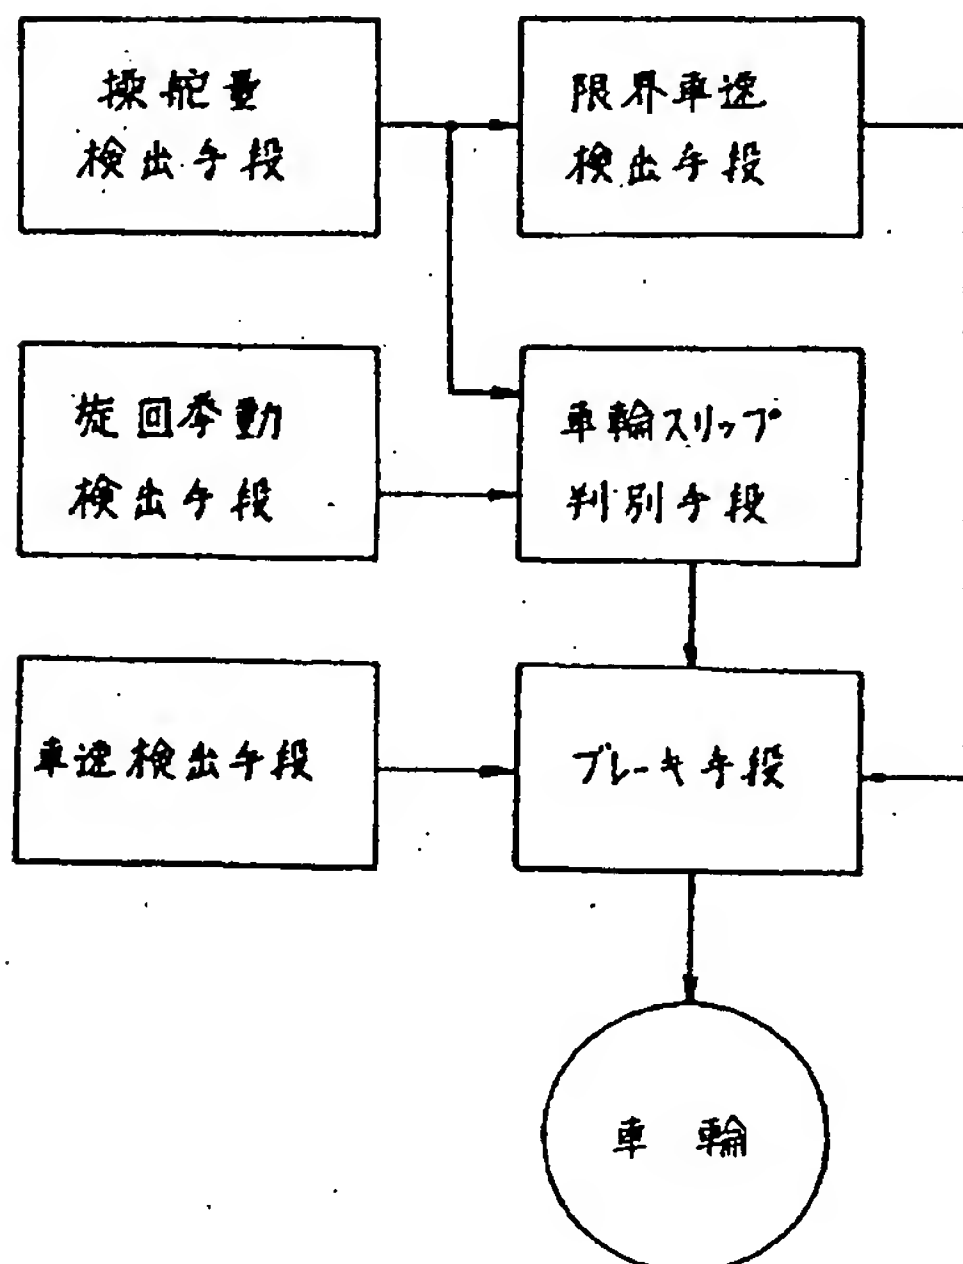 操舵量
検出手段
限界車速
検出手段
旋回挙動
検出手段
車輪スリップ
判別手段
車速検出手段
ブレーキ手段
車輪